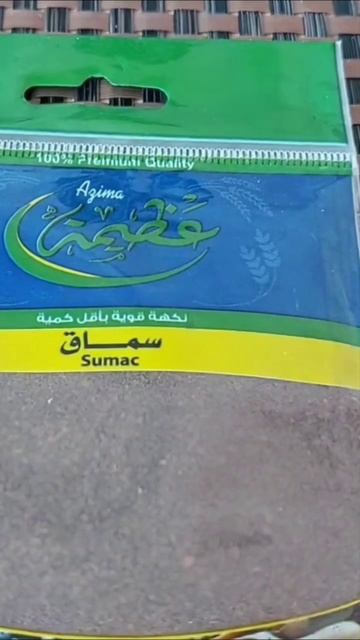 100% Premium Quality
Azima
عظيمة
نكهة قوية بأقل كمية
سماق
Sumac